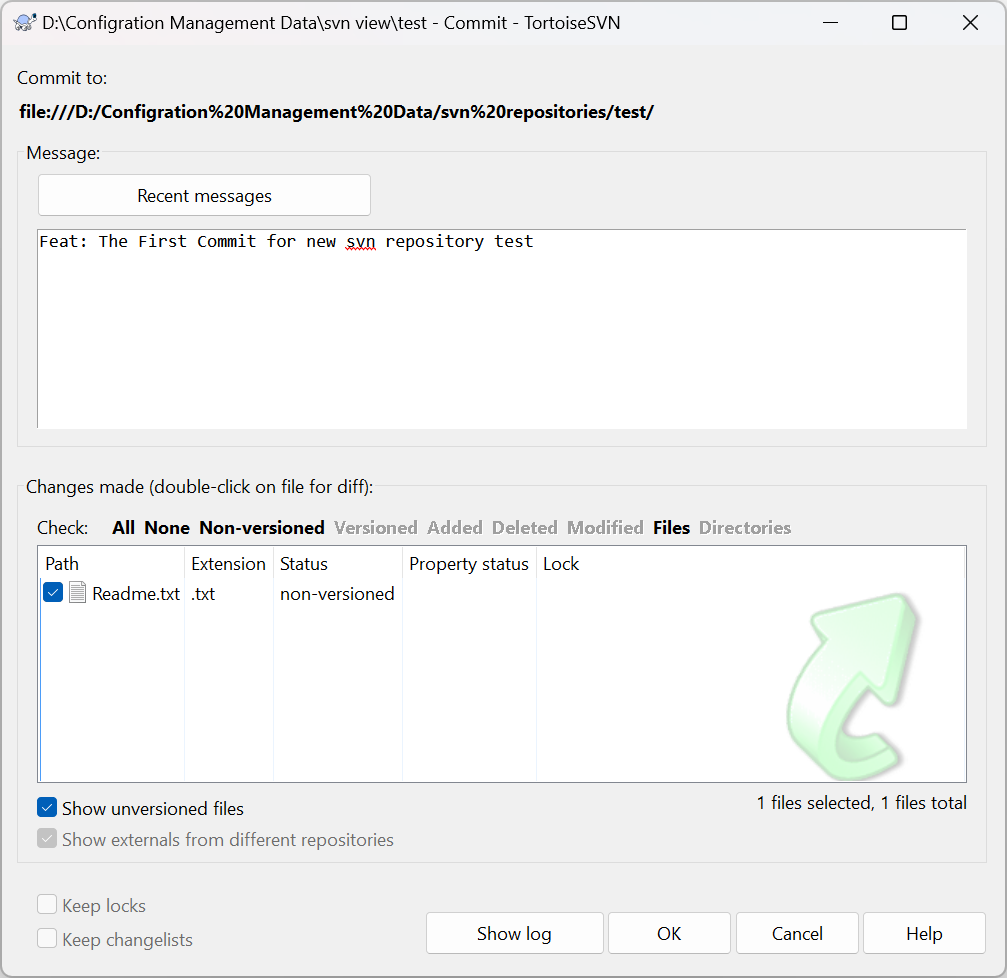 D:\Configration Management Data\svn view\test - Commit - TortoiseSVN
Commit to:
file:///D:/Configration%20Management%20Data/svn%20repositories/test/
Message:
Recent messages
Feat: The First Commit for new svn repository test
Changes made (double-click on file for diff):
Check: All None Non-versioned Versioned Added Deleted Modified Files Directories
Path Extension Status Property status Lock
Readme.txt .txt non-versioned
Show unversioned files
1 files selected, 1 files total
Show externals from different repositories
Keep locks
Keep changelists
Show log OK Cancel Help